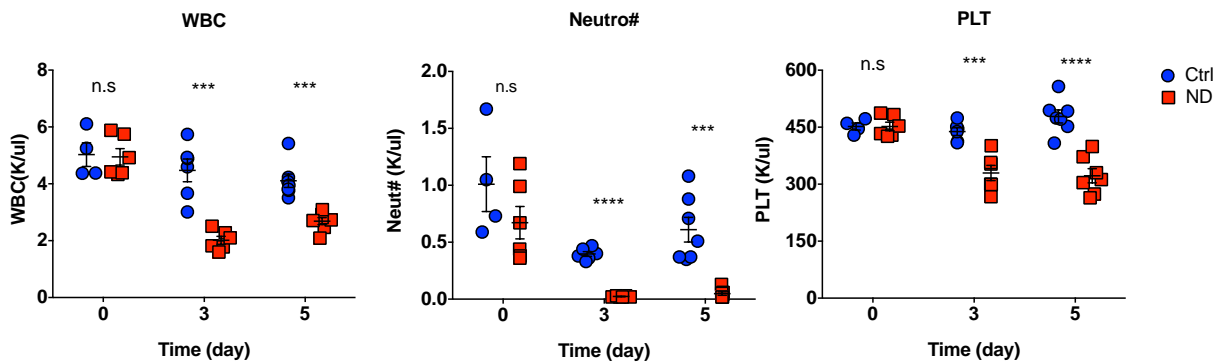 WBC
n.s
***
***
8
6
4
2
0
WBC(K/ul)
0
3
5
Time (day)
Neutro#
n.s
****
***
2.0
1.5
1.0
0.5
0.0
Neut# (K/ul)
0
3
5
Time (day)
PLT
n.s
***
****
600
450
300
150
0
PLT (K/ul)
0
3
5
Time (day)
Ctrl
ND